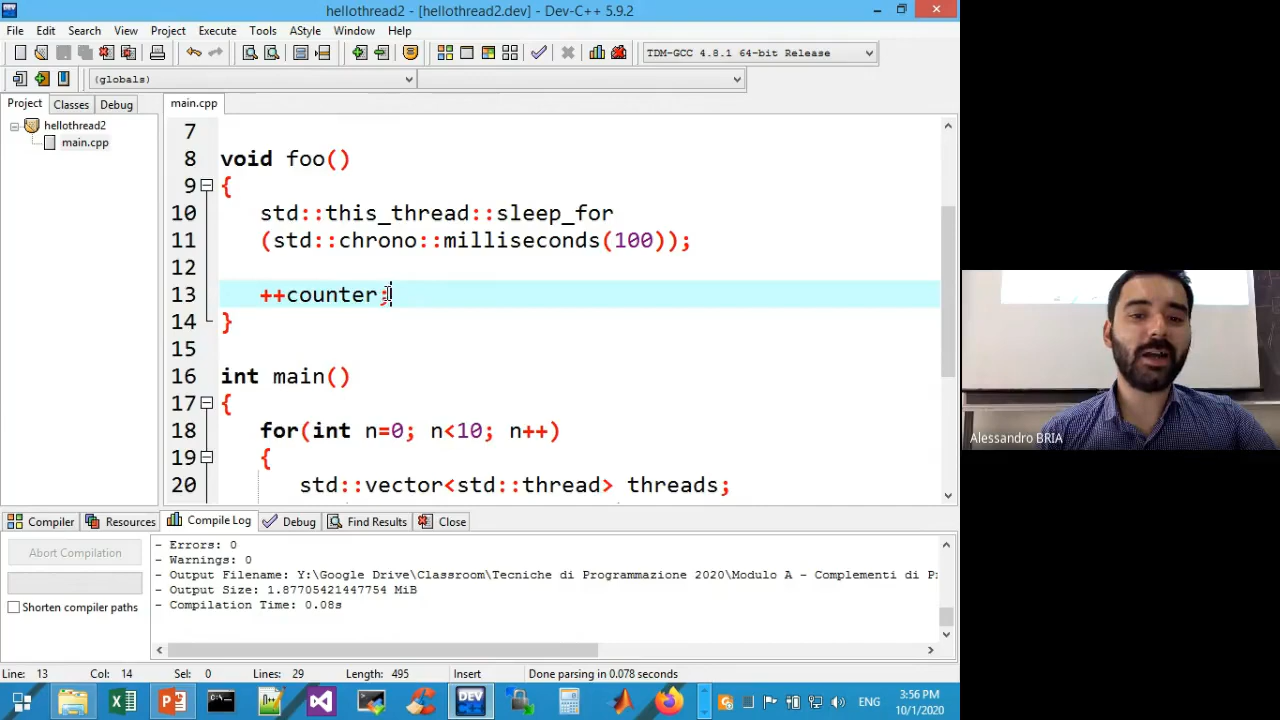 hellothread2 - [hellothread2.dev] - Dev-C++ 5.9.2
File Edit Search View Project Execute Tools AStyle Window Help
TDM-GCC 4.8.1 64-bit Release
(globals)
Project Classes Debug
main.cpp
hellothread2
main.cpp
7
8 void foo()
9 {
10 std::this_thread::sleep_for
11 (std::chrono::milliseconds(100));
12
13 ++counter;
14 }
15
16 int main()
17 {
18 for(int n=0; n<10; n++)
19 {
20 std::vector<std::thread> threads;
Alessandro BRIA
Compiler Resources Compile Log Debug Find Results Close
Abort Compilation
Shorten compiler paths
- Errors: 0
- Warnings: 0
- Output Filename: Y:\Google Drive\Classroom\Tecniche di Programmazione 2020\Modulo A - Complementi di P
- Output Size: 1.87705421447754 MiB
- Compilation Time: 0.08s
Line: 13 Col: 14 Sel: 0 Lines: 29 Length: 495 Insert Done parsing in 0.078 seconds
DEV
ENG
3:56 PM
10/1/2020